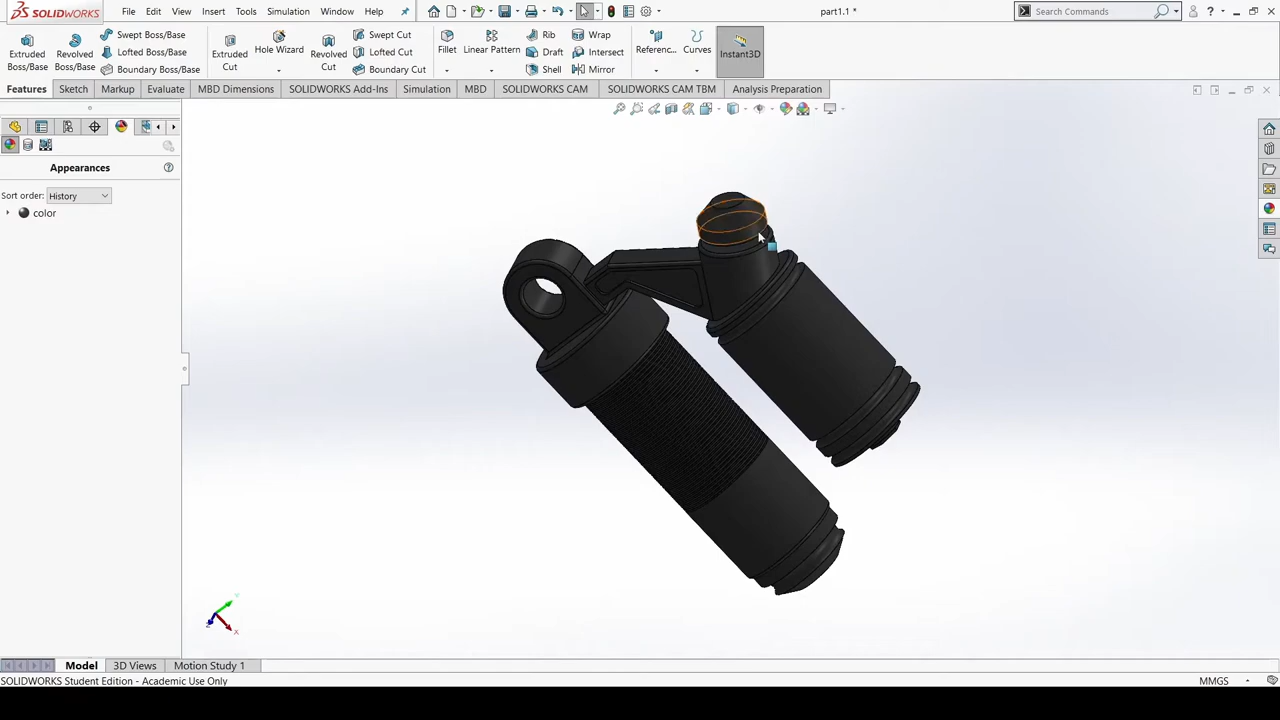 SOLIDWORKS File Edit View Insert Tools Simulation Window Help part1.1 * Search Commands ?
Extruded Boss/Base Revolved Boss/Base Swept Boss/Base Lofted Boss/Base Boundary Boss/Base Extruded Cut Hole Wizard Revolved Cut Swept Cut Lofted Cut Boundary Cut Fillet Linear Pattern Rib Draft Shell Wrap Intersect Mirror Referenc... Curves Instant3D
Features Sketch Markup Evaluate MBD Dimensions SOLIDWORKS Add-Ins Simulation MBD SOLIDWORKS CAM SOLIDWORKS CAM TBM Analysis Preparation
Appearances ?
Sort order: History
color
Y
Z X
Model 3D Views Motion Study 1
SOLIDWORKS Student Edition - Academic Use Only MMGS